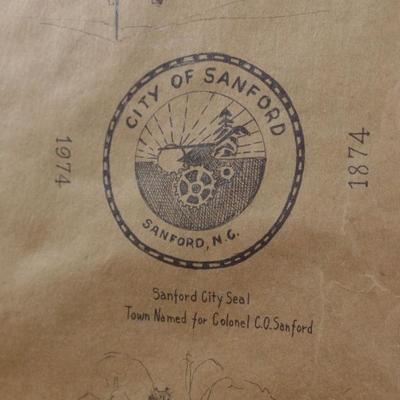 CITY OF SANFORD
1974
1874
SANFORD, N.C.
Sanford City Seal
Town Named for Colonel C.O. Sanford